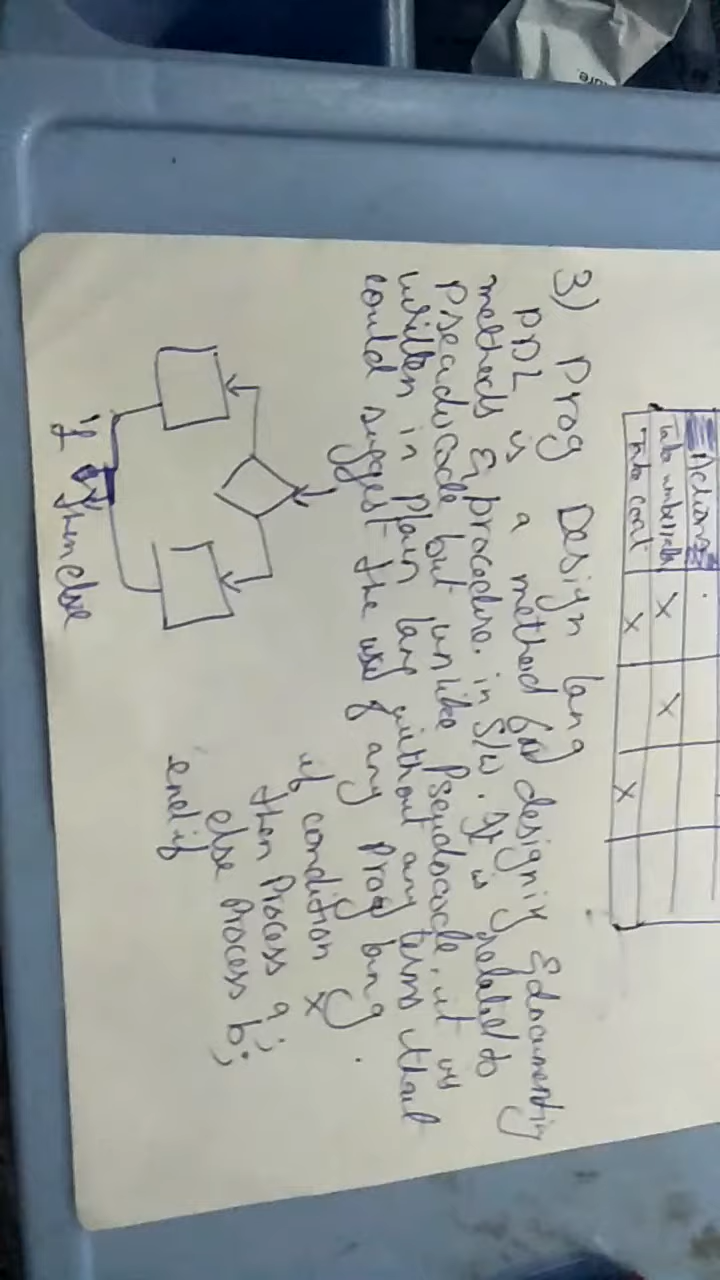 Actions
Take umbrella X X
Take coat X X
3) Prog Design lang
PDL is a method for designing & documenting
methods & procedure in S/W. It is related to
Pseudocode but unlike Pseudocode, it is
written in Plain lang without any terms that
could suggest the use of any Prog lang.
if condition x
then Process a;
else Process b;
endif
if then else